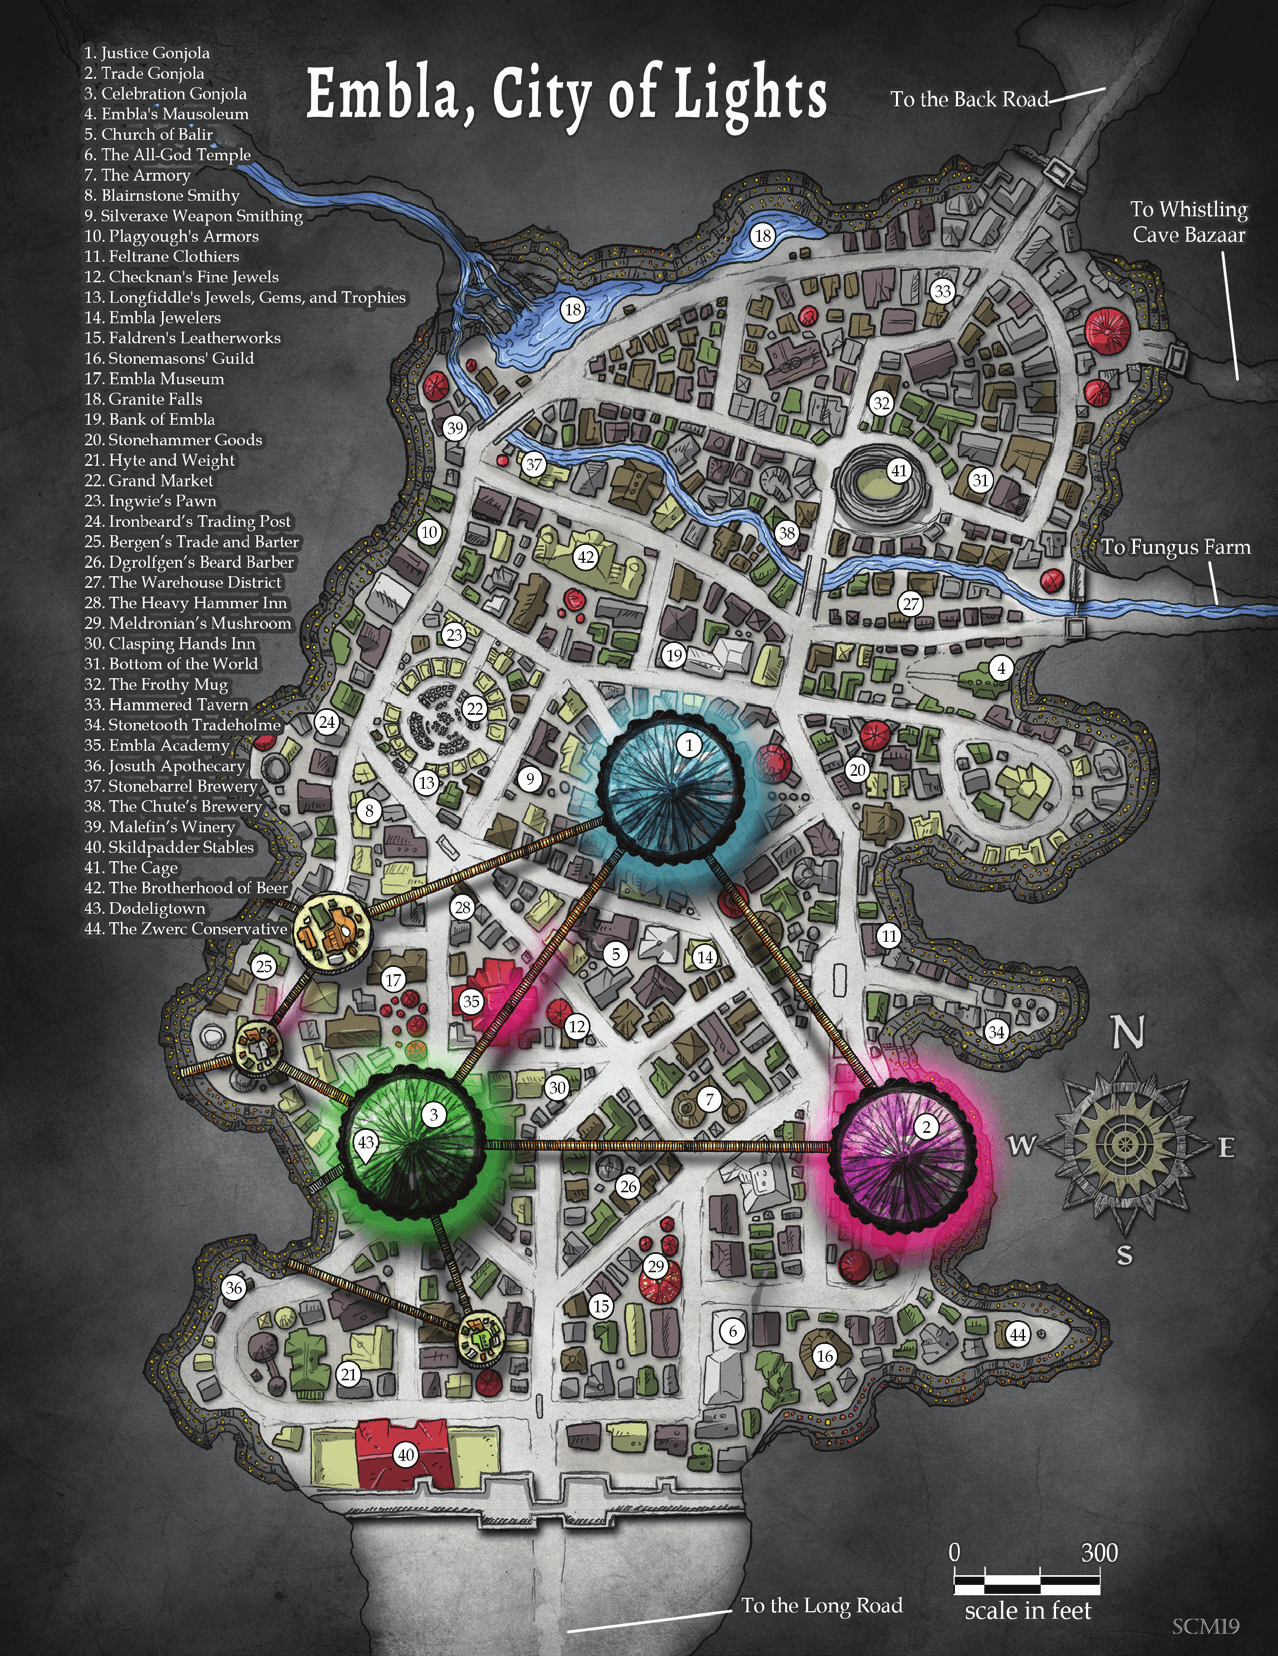 Embla, City of Lights
1. Justice Gonjola
2. Trade Gonjola
3. Celebration Gonjola
4. Embla's Mausoleum
5. Church of Balir
6. The All-God Temple
7. The Armory
8. Blairnstone Smithy
9. Silveraxe Weapon Smithing
10. Plagyough's Armors
11. Feltrane Clothiers
12. Checknan's Fine Jewels
13. Longfiddle's Jewels, Gems, and Trophies
14. Embla Jewelers
15. Faldren's Leatherworks
16. Stonemasons' Guild
17. Embla Museum
18. Granite Falls
19. Bank of Embla
20. Stonehammer Goods
21. Hyte and Weight
22. Grand Market
23. Ingwie's Pawn
24. Ironbeard's Trading Post
25. Bergen's Trade and Barter
26. Dgrolfgen's Beard Barber
27. The Warehouse District
28. The Heavy Hammer Inn
29. Meldronian's Mushroom
30. Clasping Hands Inn
31. Bottom of the World
32. The Frothy Mug
33. Hammered Tavern
34. Stonetooth Tradeholme
35. Embla Academy
36. Josuth Apothecary
37. Stonebarrel Brewery
38. The Chute's Brewery
39. Malefin's Winery
40. Skildpadder Stables
41. The Cage
42. The Brotherhood of Beer
43. Dødeligtown
44. The Zwerc Conservative
To the Back Road
To Whistling
Cave Bazaar
To Fungus Farm
18
18
33
32
39
37
41
31
10
38
42
27
23
19
4
22
24
1
13
9
20
8
28
11
5
14
25
17
35
12
34
30
7
3
2
43
26
29
36
15
6
44
16
21
40
N
W
E
S
0
300
scale in feet
To the Long Road
SCM19